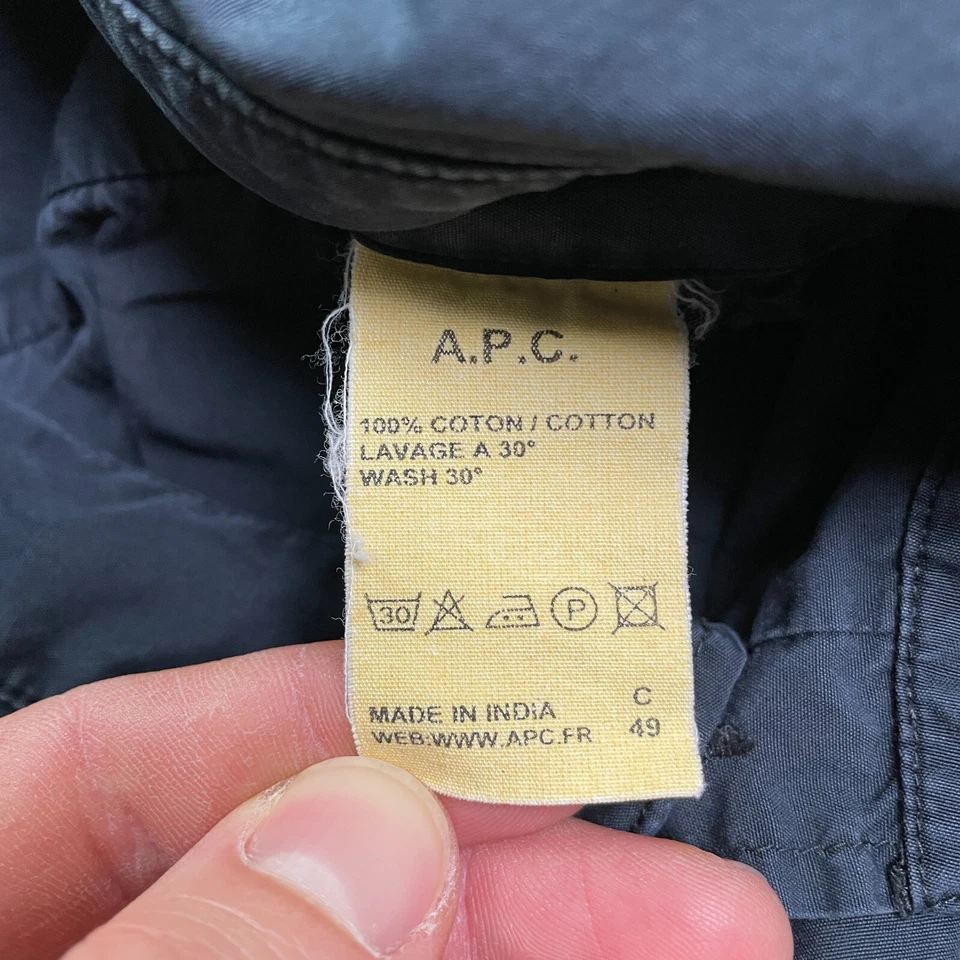 A.P.C.
100% COTON / COTTON
LAVAGE A 30°
WASH 30°
30 P
MADE IN INDIA C
WEB:WWW.APC.FR 49